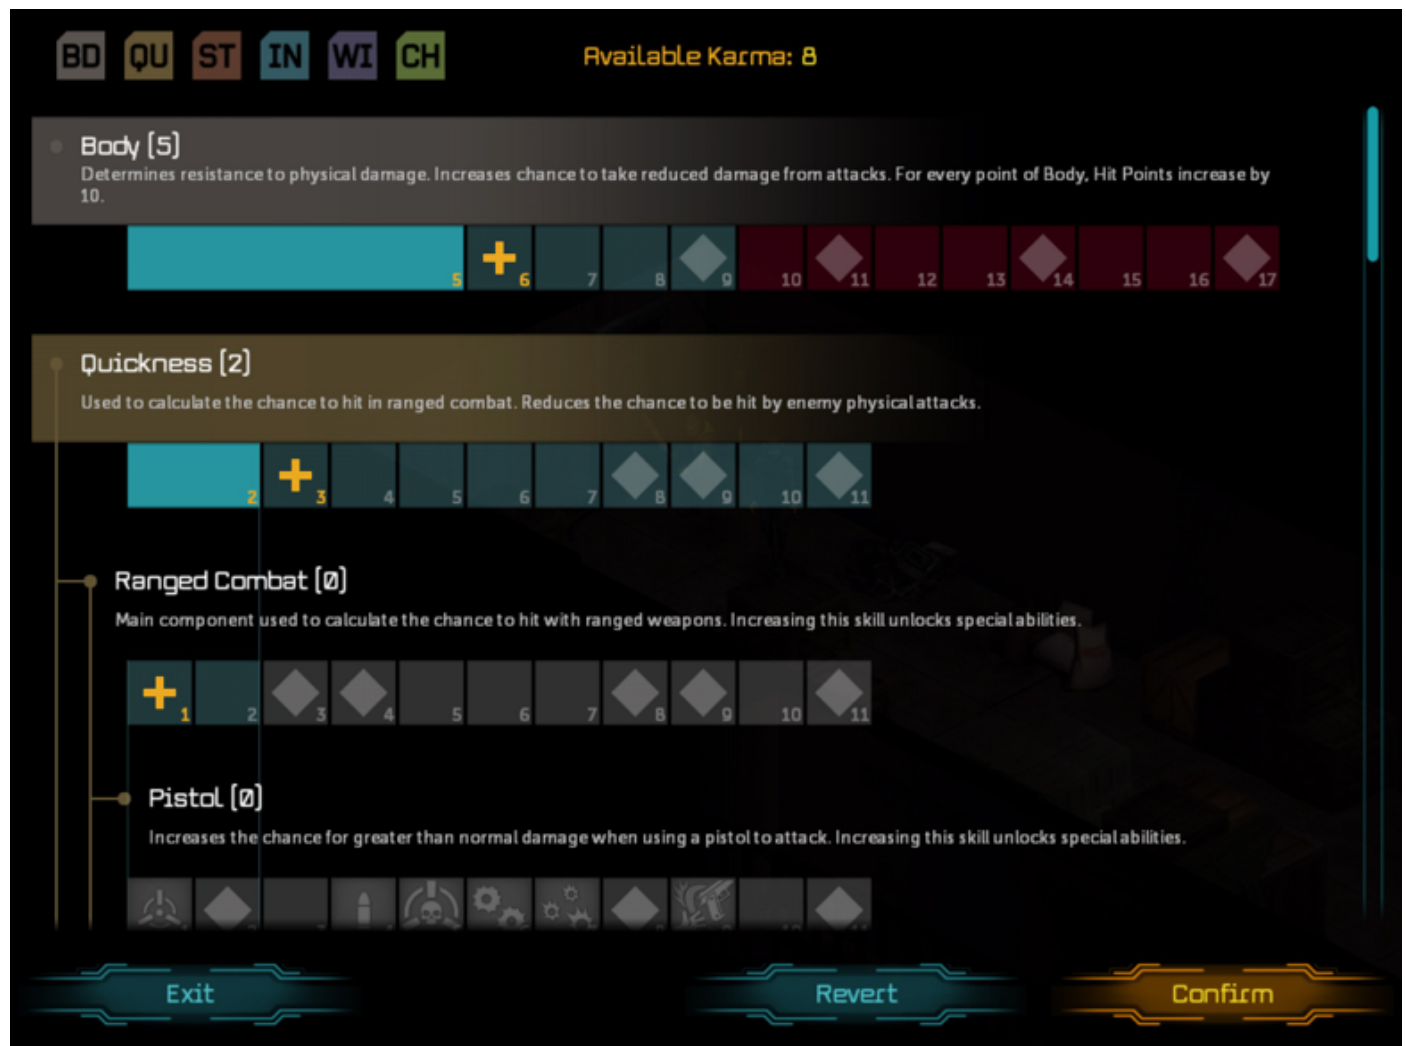 BD QU ST IN WI CH Available Karma: 8
Body (5)
Determines resistance to physical damage. Increases chance to take reduced damage from attacks. For every point of Body, Hit Points increase by
10.
5 6 7 8 9 10 11 12 13 14 15 16 17
Quickness (2)
Used to calculate the chance to hit in ranged combat. Reduces the chance to be hit by enemy physical attacks.
2 3 4 5 6 7 8 9 10 11
Ranged Combat (0)
Main component used to calculate the chance to hit with ranged weapons. Increasing this skill unlocks special abilities.
1 2 3 4 5 6 7 8 9 10 11
Pistol (0)
Increases the chance for greater than normal damage when using a pistol to attack. Increasing this skill unlocks special abilities.
Exit Revert Confirm